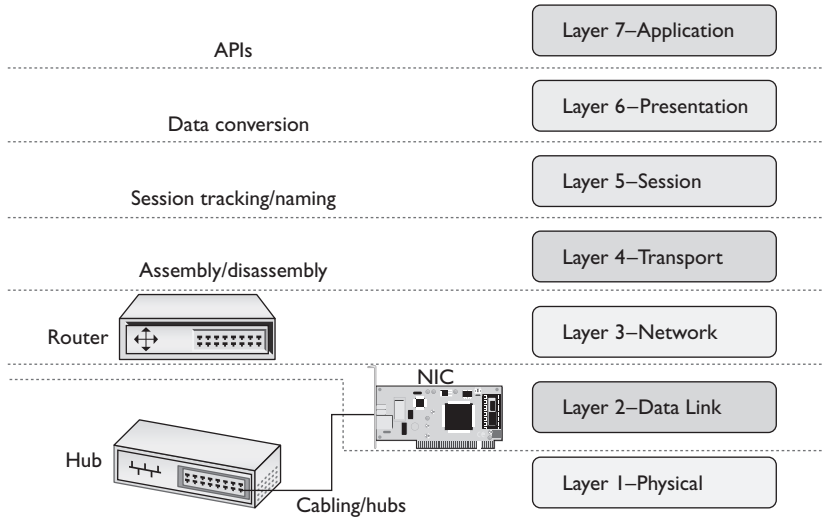 APIs
Layer 7–Application
Data conversion
Layer 6–Presentation
Session tracking/naming
Layer 5–Session
Assembly/disassembly
Layer 4–Transport
Router
Layer 3–Network
NIC
Layer 2–Data Link
Hub
Cabling/hubs
Layer 1–Physical